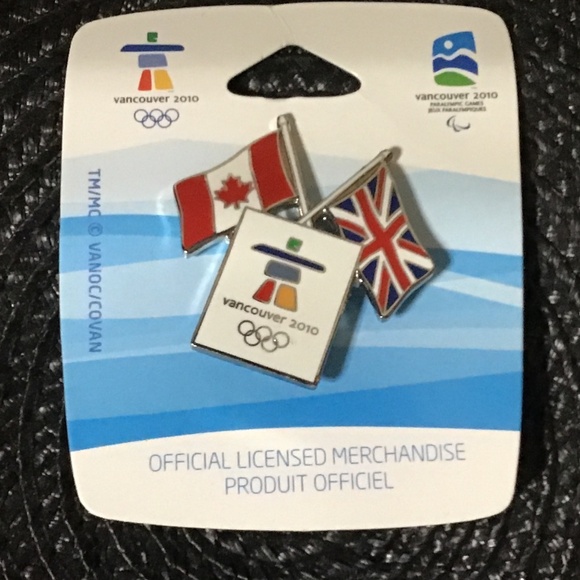 vancouver 2010
vancouver 2010
PARALYMPIC GAMES
JEUX PARALYMPIQUES
TM/MC © VANOC/COVAN
vancouver 2010
OFFICIAL LICENSED MERCHANDISE
PRODUIT OFFICIEL